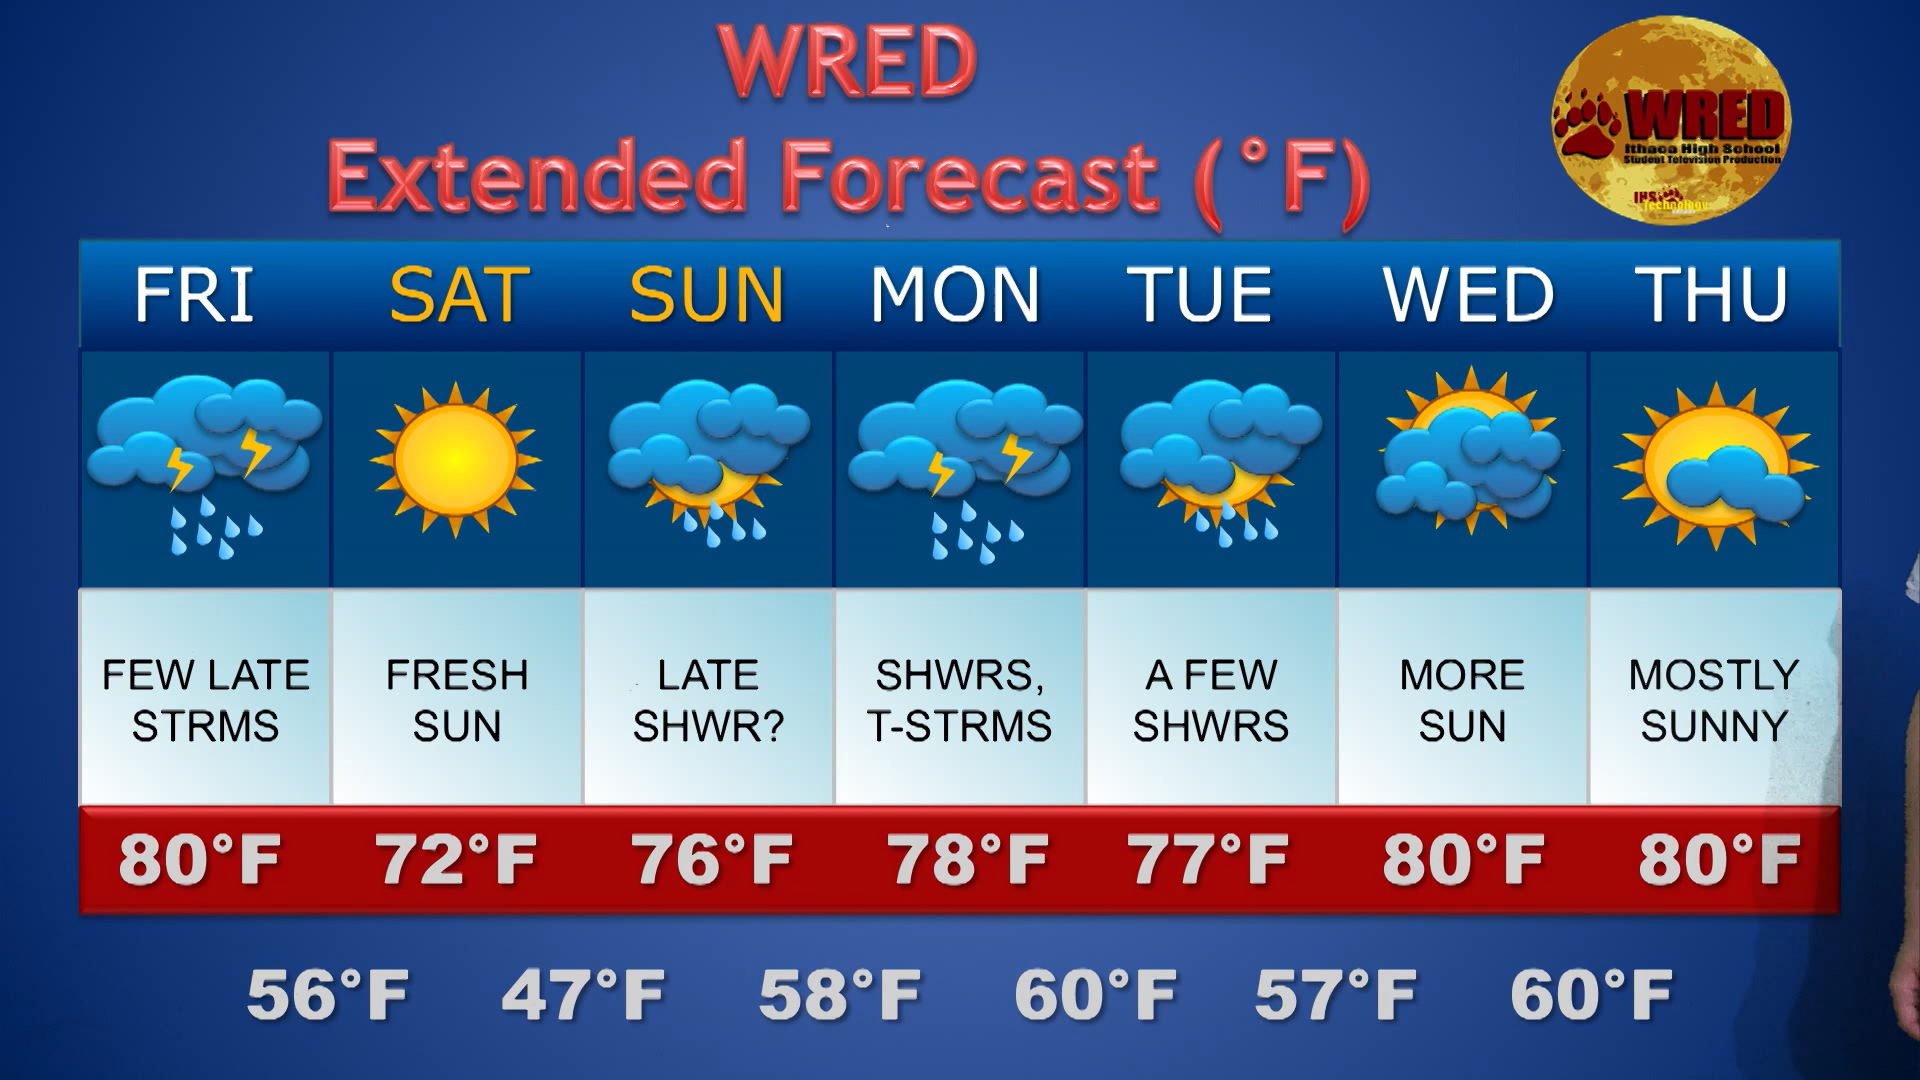 WRED
Extended Forecast (°F)
WRED
Ithaca High School
Student Television Production
IHS
Technology
FRI SAT SUN MON TUE WED THU
FEW LATE STRMS
FRESH SUN
LATE SHWR?
SHWRS, T-STRMS
A FEW SHWRS
MORE SUN
MOSTLY SUNNY
80°F 72°F 76°F 78°F 77°F 80°F 80°F
56°F 47°F 58°F 60°F 57°F 60°F